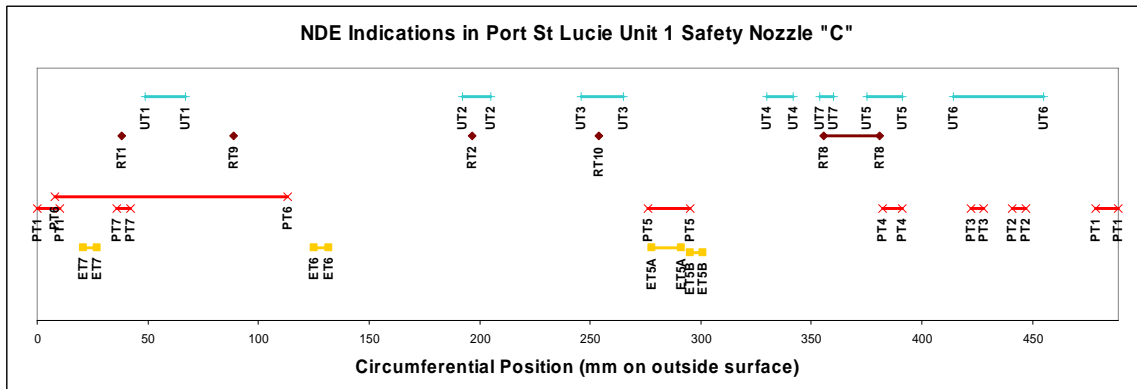 NDE Indications in Port St Lucie Unit 1 Safety Nozzle "C"
UT1 UT1 UT2 UT2 UT3 UT3 UT4 UT4 UT7 UT7 UT5 UT5 UT6 UT6
RT1 RT9 RT2 RT10 RT8 RT8
PT6 PT6
PT1 PT1 PT7 PT7 PT5 PT5 PT4 PT4 PT3 PT3 PT2 PT2 PT1 PT1
ET7 ET7 ET6 ET6 ET5A ET5A ET5B ET5B
0 50 100 150 200 250 300 350 400 450
Circumferential Position (mm on outside surface)